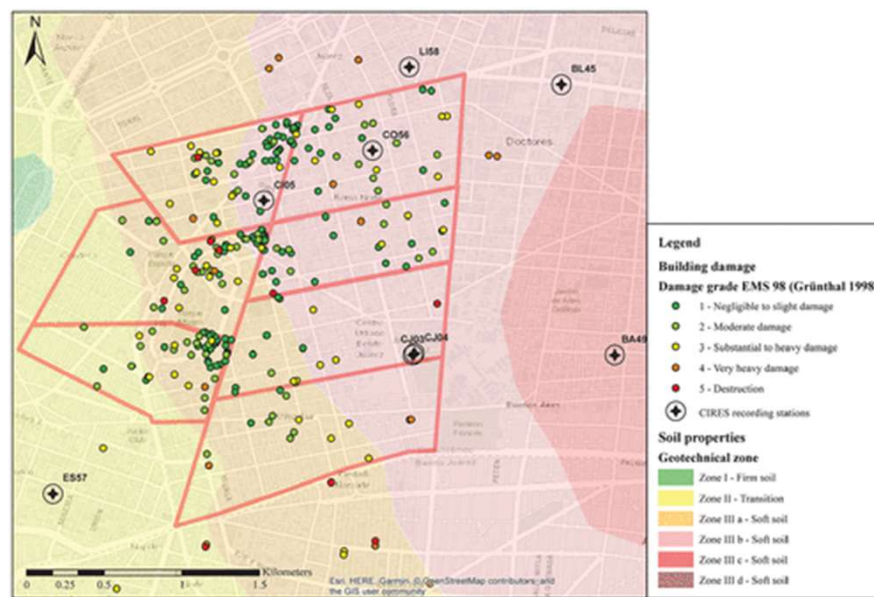 N
LI58
BL45
CO56
Doctores
CI05
Roma Norte
CJ03CJ04
BA49
Buenos Aires
ES57
Kilometers
0 0.25 0.5 1 1.5
Esri, HERE, Garmin, © OpenStreetMap contributors, and
the GIS user community
Legend
Building damage
Damage grade EMS 98 (Grünthal 1998
1 - Negligible to slight damage
2 - Moderate damage
3 - Substantial to heavy damage
4 - Very heavy damage
5 - Destruction
CIRES recording stations
Soil properties
Geotechnical zone
Zone I - Firm soil
Zone II - Transition
Zone III a - Soft soil
Zone III b - Soft soil
Zone III c - Soft soil
Zone III d - Soft soil